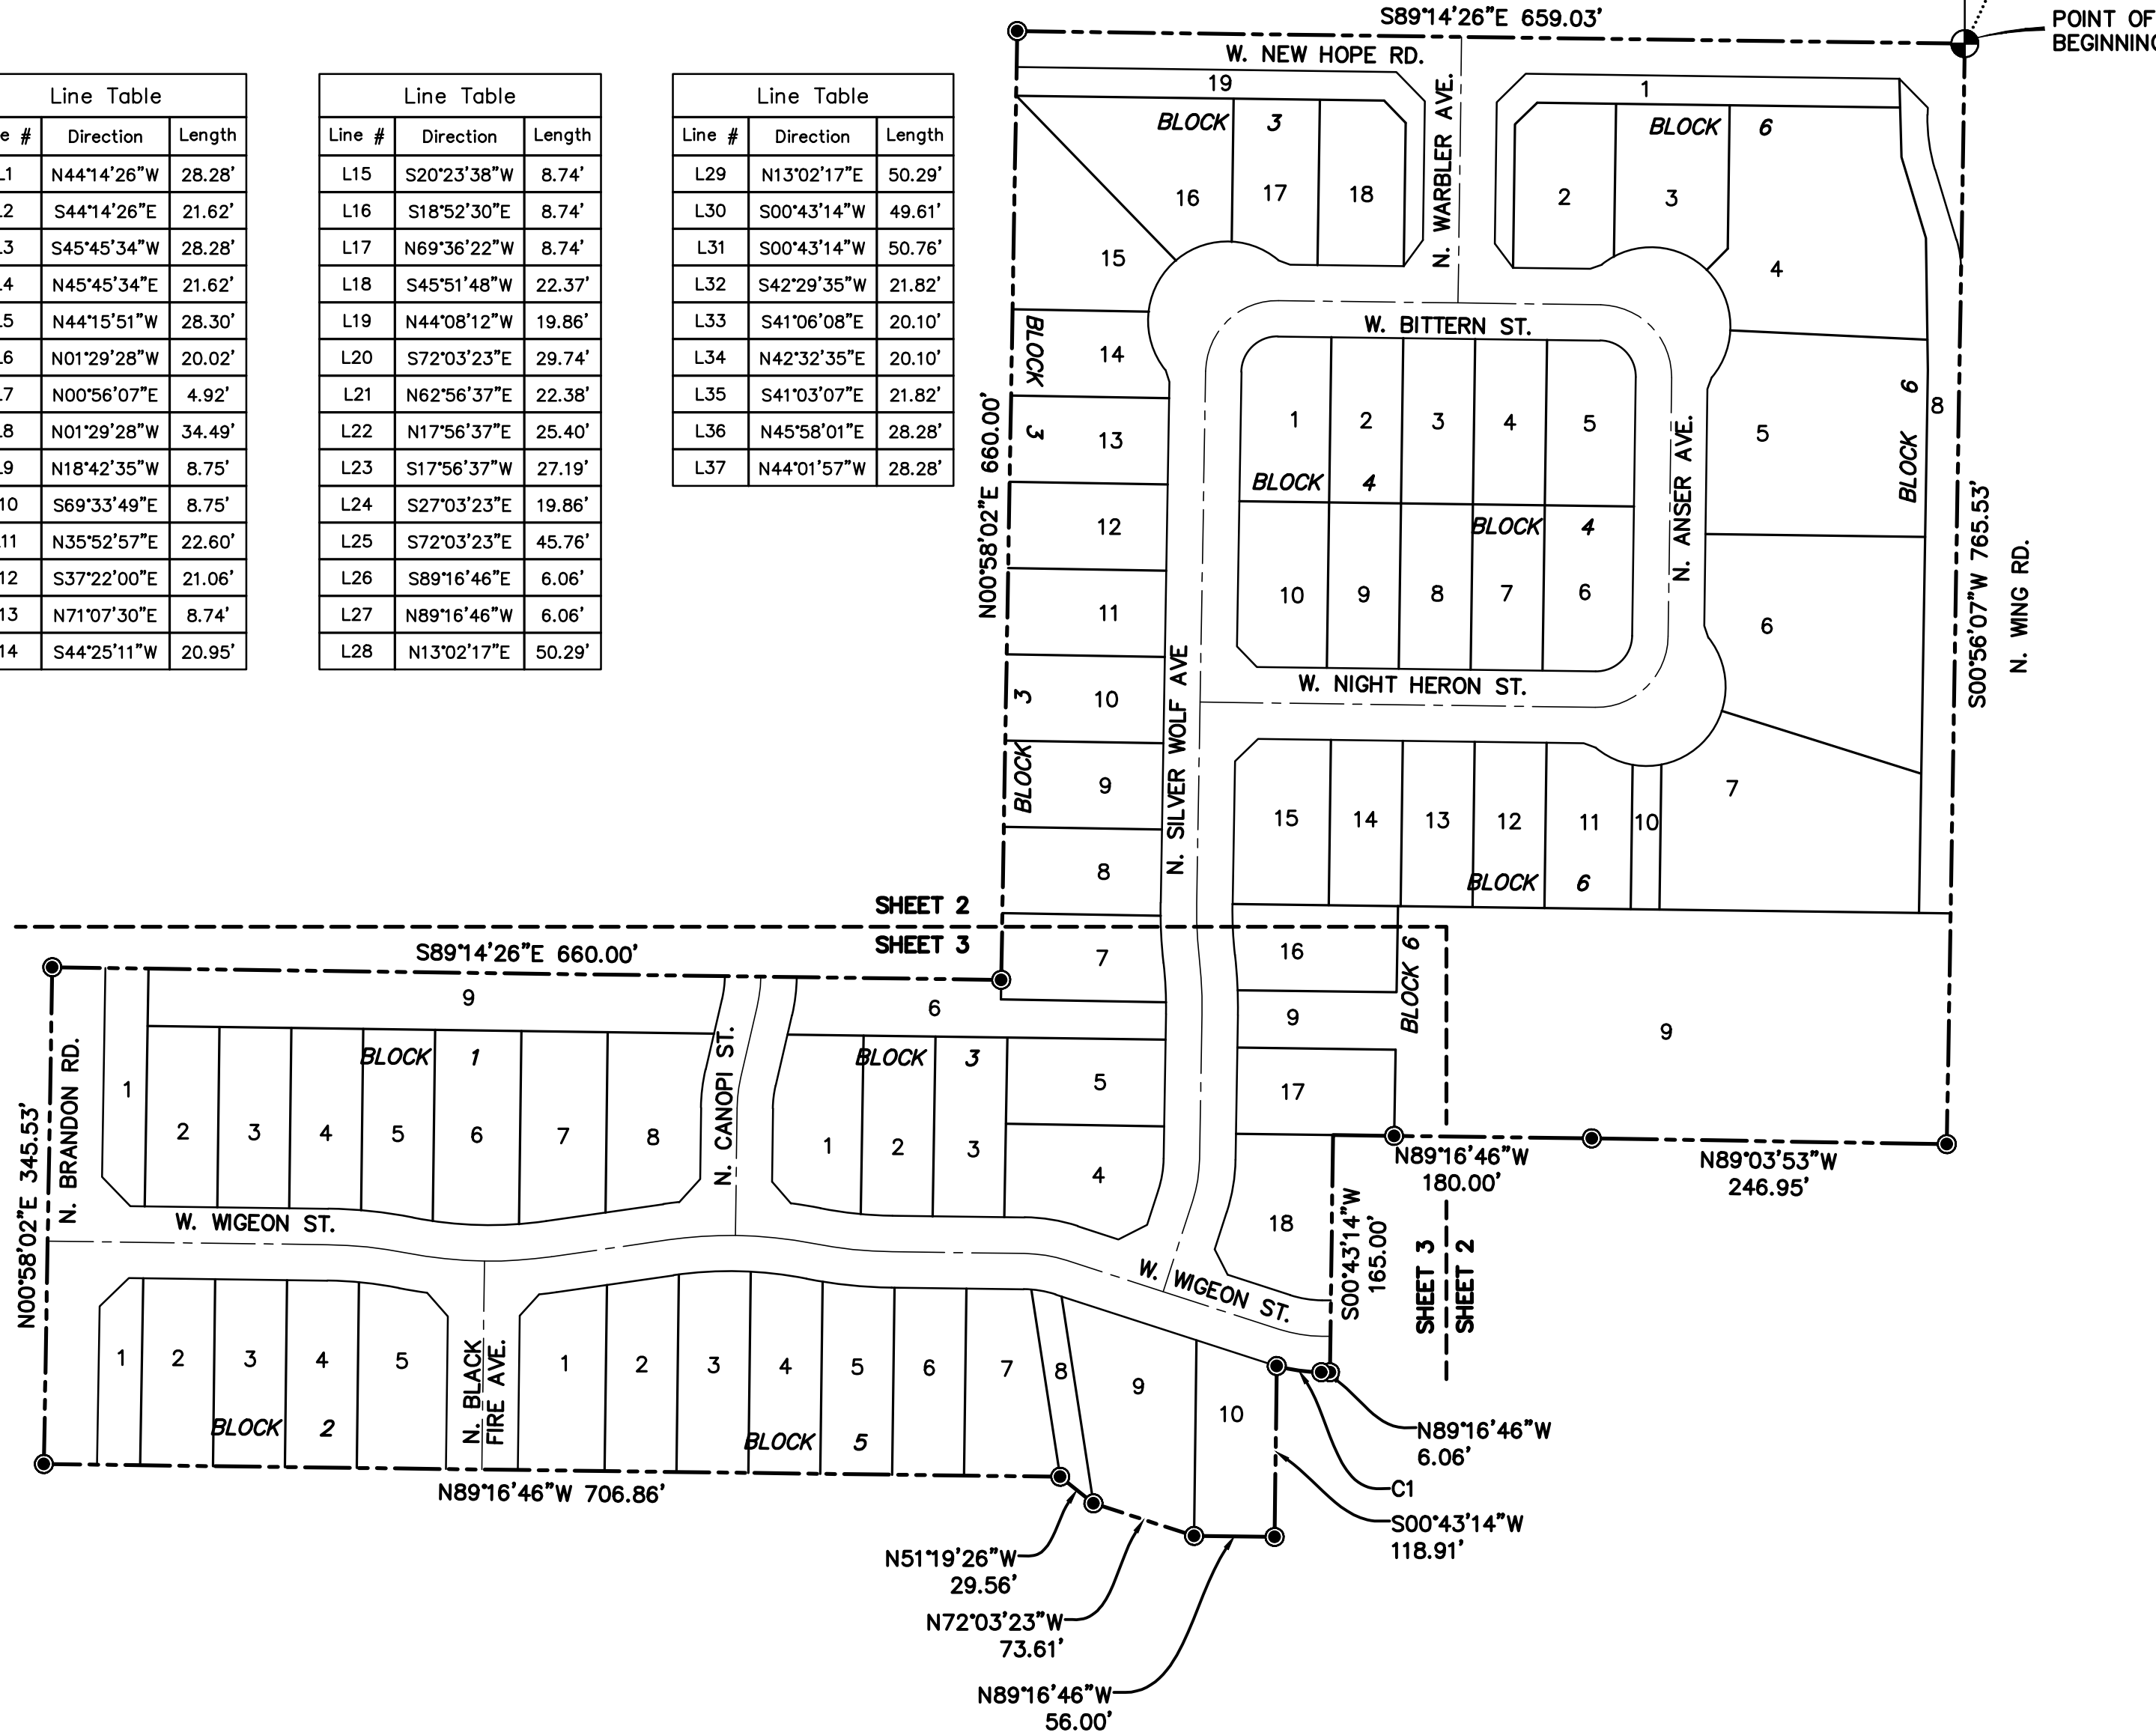 Line Table
e # Direction Length
L1 N44°14'26"W 28.28'
.2 S44°14'26"E 21.62'
.3 S45°45'34"W 28.28'
.4 N45°45'34"E 21.62'
.5 N44°15'51"W 28.30'
.6 N01°29'28"W 20.02'
.7 N00°56'07"E 4.92'
.8 N01°29'28"W 34.49'
.9 N18°42'35"W 8.75'
10 S69°33'49"E 8.75'
11 N35°52'57"E 22.60'
12 S37°22'00"E 21.06'
13 N71°07'30"E 8.74'
14 S44°25'11"W 20.95'
Line Table
Line # Direction Length
L15 S20°23'38"W 8.74'
L16 S18°52'30"E 8.74'
L17 N69°36'22"W 8.74'
L18 S45°51'48"W 22.37'
L19 N44°08'12"W 19.86'
L20 S72°03'23"E 29.74'
L21 N62°56'37"E 22.38'
L22 N17°56'37"E 25.40'
L23 S17°56'37"W 27.19'
L24 S27°03'23"E 19.86'
L25 S72°03'23"E 45.76'
L26 S89°16'46"E 6.06'
L27 N89°16'46"W 6.06'
L28 N13°02'17"E 50.29'
Line Table
Line # Direction Length
L29 N13°02'17"E 50.29'
L30 S00°43'14"W 49.61'
L31 S00°43'14"W 50.76'
L32 S42°29'35"W 21.82'
L33 S41°06'08"E 20.10'
L34 N42°32'35"E 20.10'
L35 S41°03'07"E 21.82'
L36 N45°58'01"E 28.28'
L37 N44°01'57"W 28.28'
S89°14'26"E 659.03'
POINT OF
BEGINNING
W. NEW HOPE RD.
19
1
BLOCK 3
BLOCK 6
N. WARBLER AVE.
16
17
18
2
3
15
4
W. BITTERN ST.
BLOCK 3
14
13
12
11
10
9
8
BLOCK 3
N00°58'02"E 660.00'
1
2
3
4
5
BLOCK 4
BLOCK 4
10
9
8
7
6
N. ANSER AVE.
5
BLOCK 6
8
6
S00°56'07"W 765.53'
N. WING RD.
W. NIGHT HERON ST.
N. SILVER WOLF AVE
7
15
14
13
12
11
10
BLOCK 6
SHEET 2
SHEET 3
S89°14'26"E 660.00'
7
16
BLOCK 6
9
6
9
9
N. BRANDON RD.
N00°58'02"E 345.53'
BLOCK 1
N. CANOPI ST.
BLOCK 3
1
2
3
4
5
6
7
8
1
2
3
5
4
17
N89°16'46"W
180.00'
N89°03'53"W
246.95'
18
S00°43'14"W
165.00'
SHEET 3
SHEET 2
W. WIGEON ST.
W. WIGEON ST.
1
2
3
4
5
BLOCK 2
N. BLACK
FIRE AVE.
1
2
3
4
5
6
7
8
9
10
BLOCK 5
N89°16'46"W 706.86'
N89°16'46"W
6.06'
C1
S00°43'14"W
118.91'
N51°19'26"W
29.56'
N72°03'23"W
73.61'
N89°16'46"W
56.00'